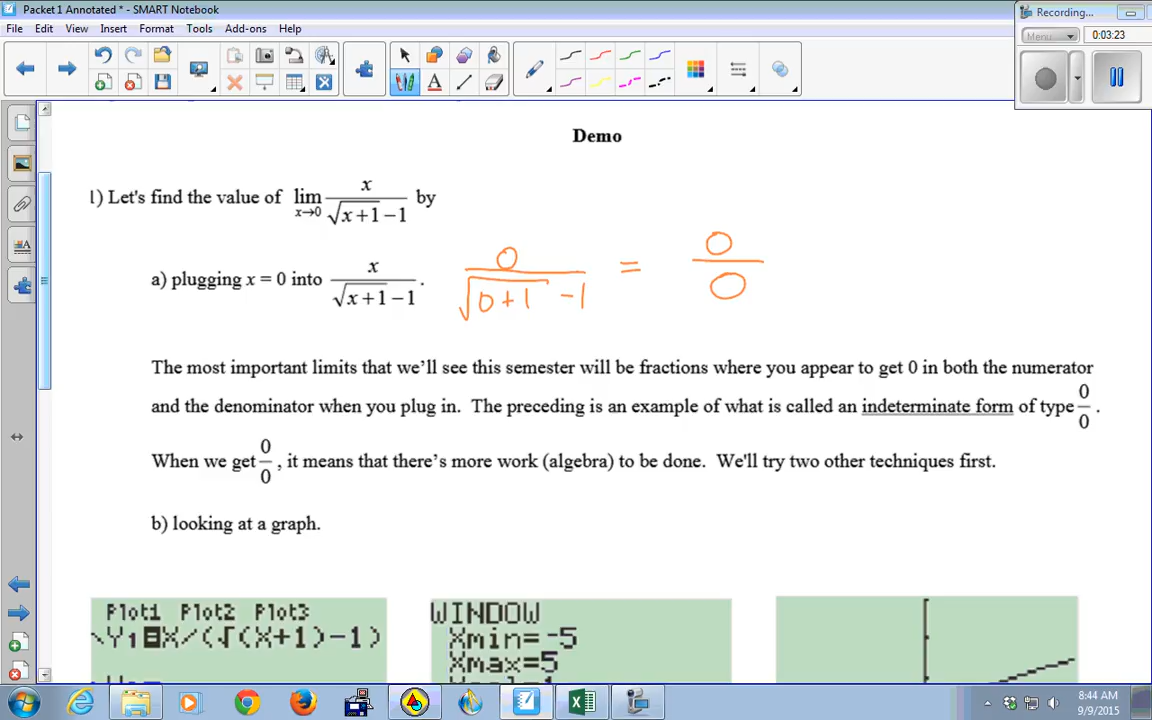 Packet 1 Annotated * - SMART Notebook
Recording...
File Edit View Insert Format Tools Add-ons Help
Menu
0:03:23
Demo
1) Let's find the value of lim x→0 x/(√(x+1) −1) by
a) plugging x = 0 into x/(√(x+1) −1) . 0/(√(0+1) −1) = 0/0
The most important limits that we'll see this semester will be fractions where you appear to get 0 in both the numerator
and the denominator when you plug in. The preceding is an example of what is called an indeterminate form of type 0/0 .
When we get 0/0 , it means that there's more work (algebra) to be done. We'll try two other techniques first.
b) looking at a graph.
Plot1 Plot2 Plot3
\Y1=X/(√(X+1)-1)
WINDOW
Xmin=-5
Xmax=5
8:44 AM
9/9/2015